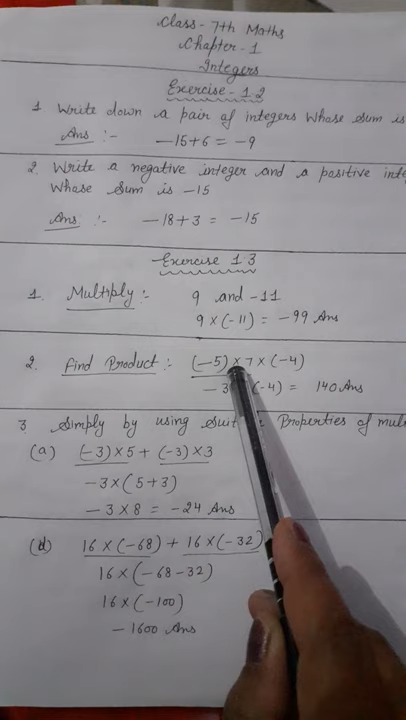 Class - 7th Maths
Chapter - 1
Integers
Exercise - 1.2
1. Write down a pair of integers whose sum is
Ans :- -15+6 = -9
2. Write a negative integer and a positive
Whose sum is -15
Ans :- -18+3 = -15
Exercise 1.3
1. Multiply :- 9 and -11
9 × (-11) = -99 Ans
2. find Product :- (-5) × 7 × (-4)
(-4) = 140 Ans
3. Simply by using Properties of
(a) (-3) × 5 + (-3) × 3
-3 × (5+3)
-3 × 8 = -24 Ans
(d) 16 × (-68) + 16 × (-32)
16 × (-68-32)
16 × (-100)
-1600 Ans